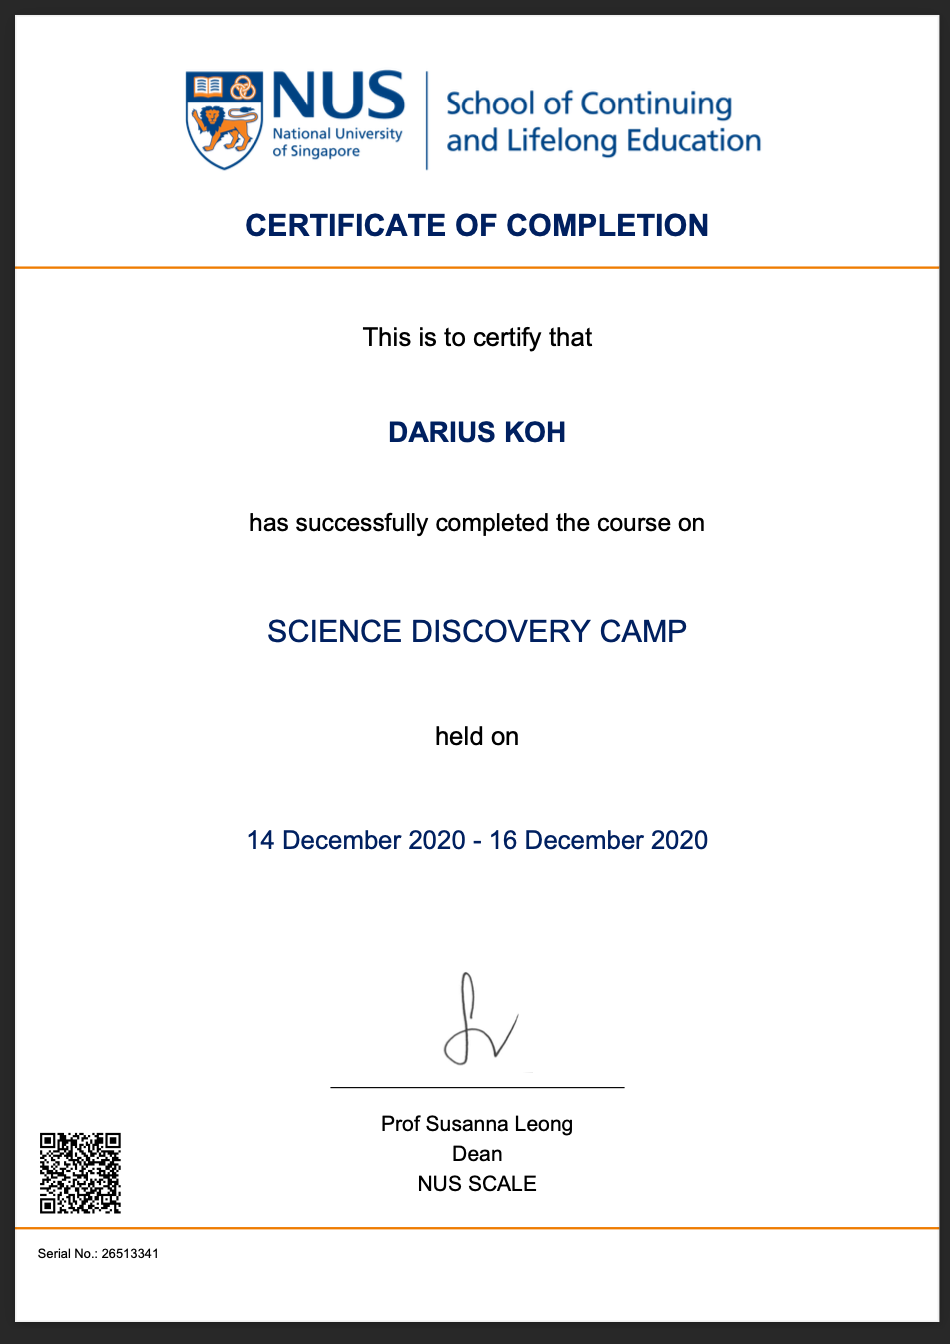 NUS
National University
of Singapore
School of Continuing
and Lifelong Education
CERTIFICATE OF COMPLETION
This is to certify that
DARIUS KOH
has successfully completed the course on
SCIENCE DISCOVERY CAMP
held on
14 December 2020 - 16 December 2020
Prof Susanna Leong
Dean
NUS SCALE
Serial No.: 26513341